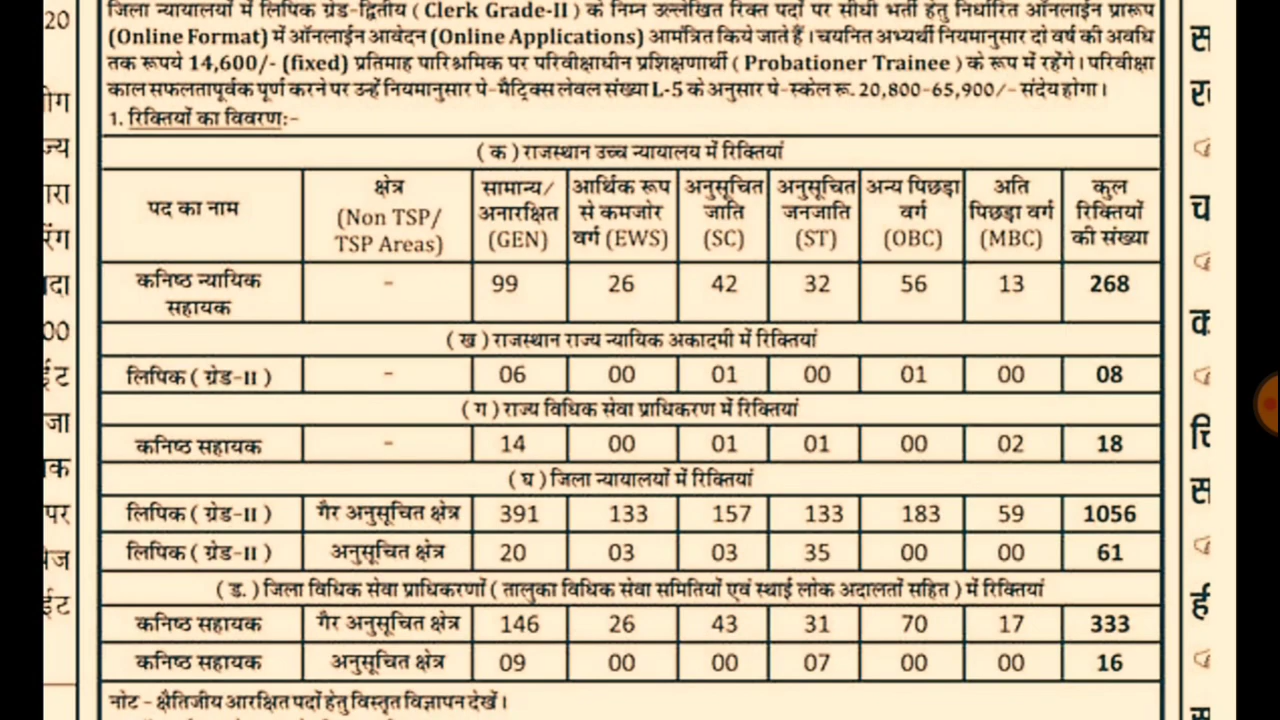 जिला न्यायालयों में लिपिक ग्रेड-द्वितीय ( Clerk Grade-II ) के निम्न उल्लेखित रिक्त पदों पर सीधी भर्ती हेतु निर्धारित ऑनलाईन प्रारूप
(Online Format) में ऑनलाईन आवेदन (Online Applications) आमंत्रित किये जाते हैं । चयनित अभ्यर्थी नियमानुसार दो वर्ष की अवधि
तक रूपये 14,600/- (fixed) प्रतिमाह पारिश्रमिक पर परिवीक्षाधीन प्रशिक्षणार्थी ( Probationer Trainee ) के रूप में रहेंगे। परिवीक्षा
काल सफलतापूर्वक पूर्ण करने पर उन्हें नियमानुसार पे-मैट्रिक्स लेवल संख्या L-5 के अनुसार पे-स्केल रू. 20,800-65,900/- संदेय होगा ।
1. रिक्तियों का विवरण:-
( क ) राजस्थान उच्च न्यायालय में रिक्तियां
पद का नाम क्षेत्र (Non TSP/ TSP Areas) सामान्य/ अनारक्षित (GEN) आर्थिक रूप से कमजोर वर्ग (EWS) अनुसूचित जाति (SC) अनुसूचित जनजाति (ST) अन्य पिछड़ा वर्ग (OBC) अति पिछड़ा वर्ग (MBC) कुल रिक्तियों की संख्या
कनिष्ठ न्यायिक सहायक - 99 26 42 32 56 13 268
( ख ) राजस्थान राज्य न्यायिक अकादमी में रिक्तियां
लिपिक ( ग्रेड-II ) - 06 00 01 00 01 00 08
( ग ) राज्य विधिक सेवा प्राधिकरण में रिक्तियां
कनिष्ठ सहायक - 14 00 01 01 00 02 18
( घ ) जिला न्यायालयों में रिक्तियां
लिपिक ( ग्रेड-II ) गैर अनुसूचित क्षेत्र 391 133 157 133 183 59 1056
लिपिक ( ग्रेड-II ) अनुसूचित क्षेत्र 20 03 03 35 00 00 61
( ड. ) जिला विधिक सेवा प्राधिकरणों ( तालुका विधिक सेवा समितियों एवं स्थाई लोक अदालतों सहित ) में रिक्तियां
कनिष्ठ सहायक गैर अनुसूचित क्षेत्र 146 26 43 31 70 17 333
कनिष्ठ सहायक अनुसूचित क्षेत्र 09 00 00 07 00 00 16
नोट - क्षैतिजीय आरक्षित पदों हेतु विस्तृत विज्ञापन देखें ।